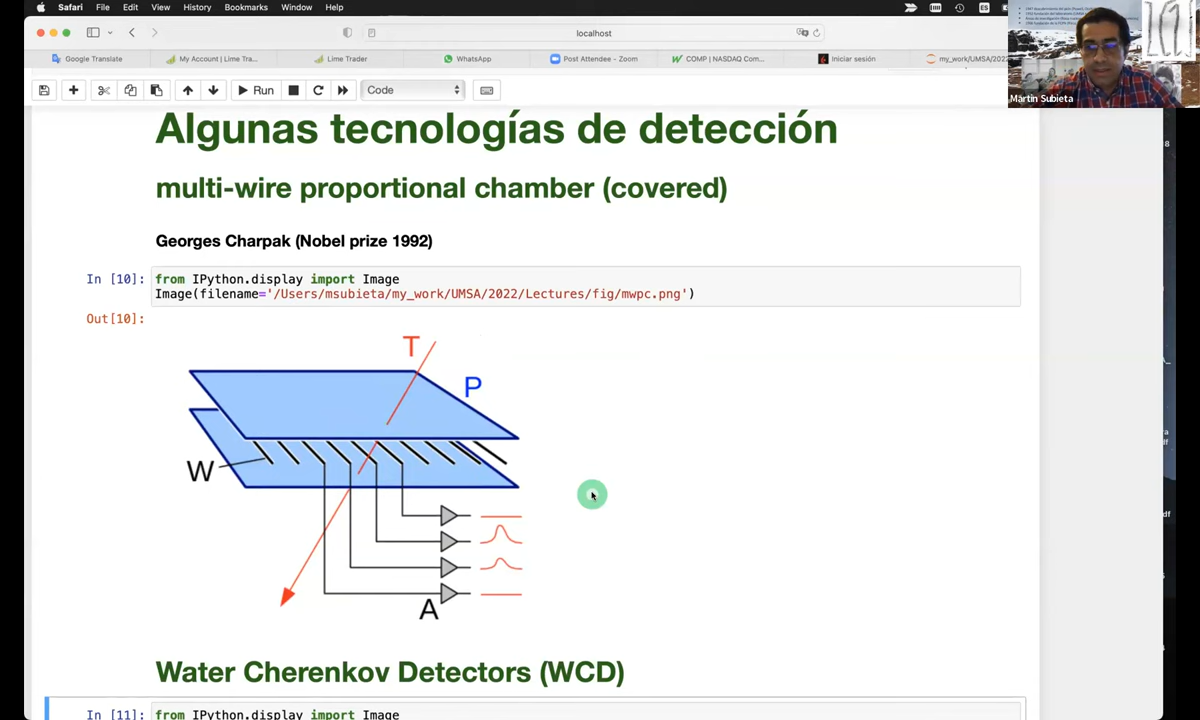 Safari File Edit View History Bookmarks Window Help
ES
localhost
Google Translate My Account | Lime Tra... Lime Trader WhatsApp Post Attendee - Zoom COMP | NASDAQ Com... Iniciar sesión my_work/UMSA/202
Martin Subieta
Run Code
Algunas tecnologías de detección
multi-wire proportional chamber (covered)
Georges Charpak (Nobel prize 1992)
In [10]: from IPython.display import Image
Image(filename='/Users/msubieta/my_work/UMSA/2022/Lectures/fig/mwpc.png')
Out[10]:
T
P
W
A
Water Cherenkov Detectors (WCD)
In [11]: from IPython.display import Image